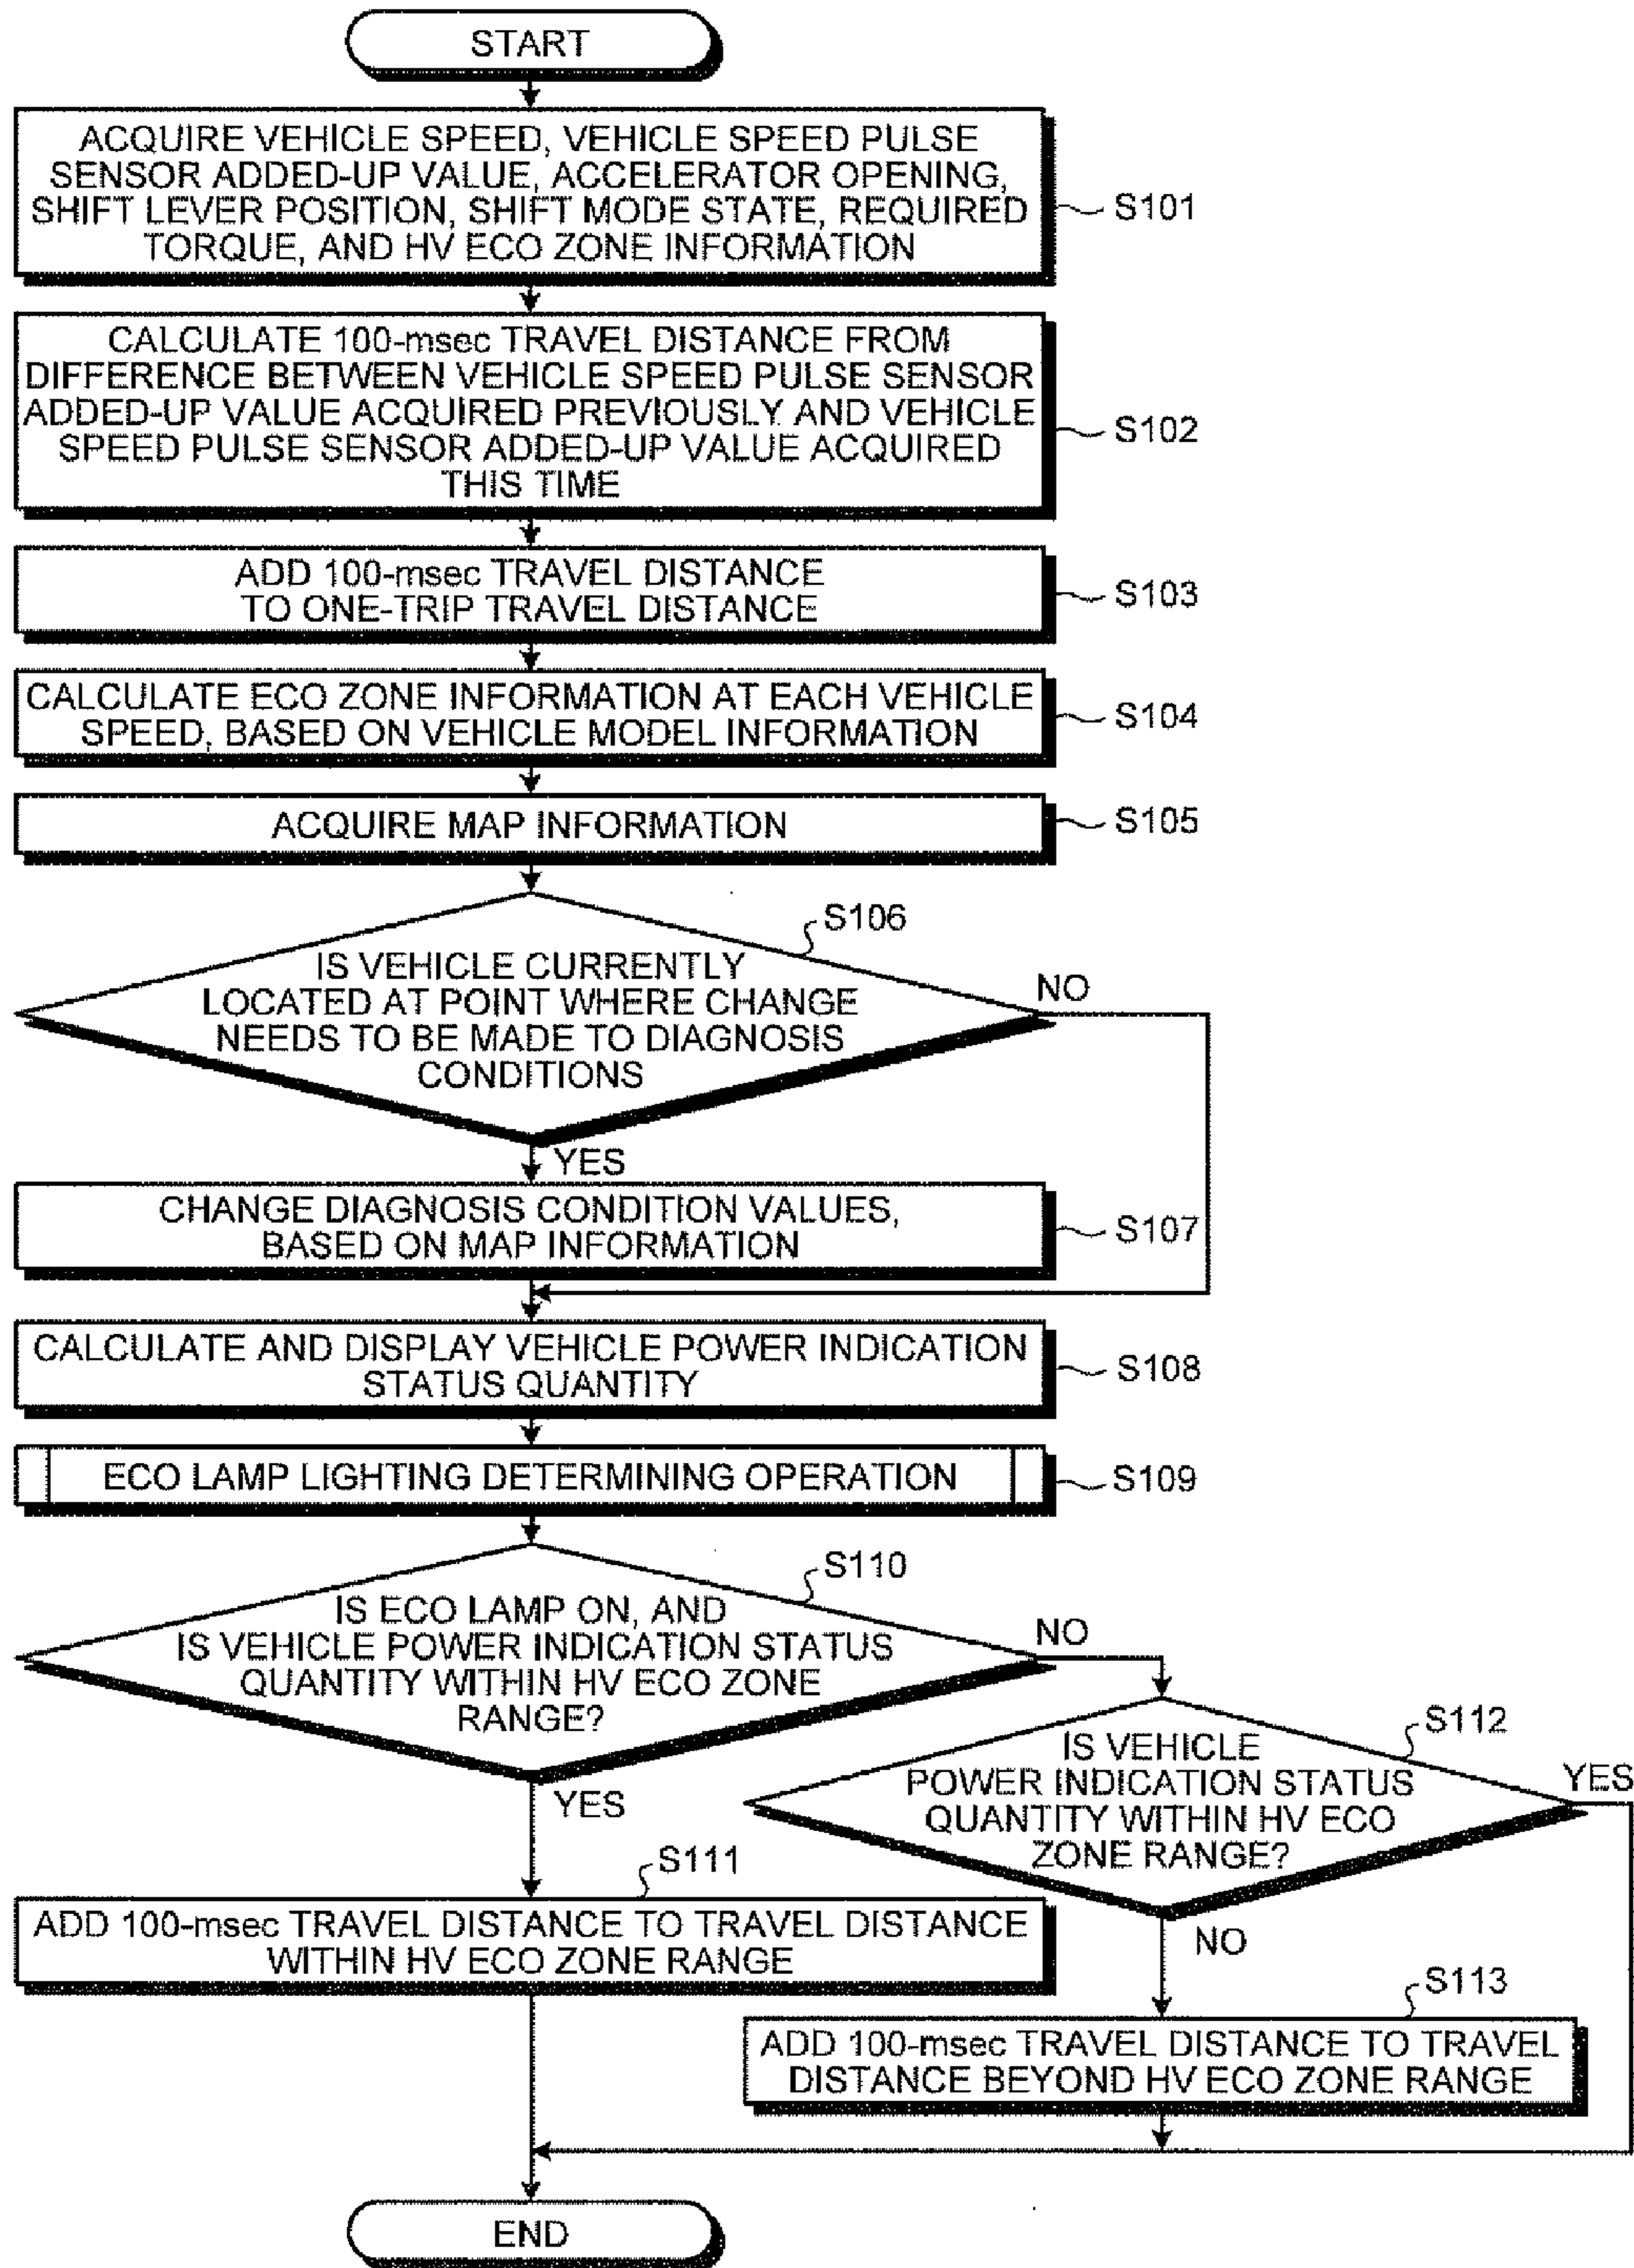 START
ACQUIRE VEHICLE SPEED, VEHICLE SPEED PULSE
SENSOR ADDED-UP VALUE, ACCELERATOR OPENING,
SHIFT LEVER POSITION, SHIFT MODE STATE, REQUIRED
TORQUE, AND HV ECO ZONE INFORMATION
S101
CALCULATE 100-msec TRAVEL DISTANCE FROM
DIFFERENCE BETWEEN VEHICLE SPEED PULSE SENSOR
ADDED-UP VALUE ACQUIRED PREVIOUSLY AND VEHICLE
SPEED PULSE SENSOR ADDED-UP VALUE ACQUIRED
THIS TIME
S102
ADD 100-msec TRAVEL DISTANCE
TO ONE-TRIP TRAVEL DISTANCE
S103
CALCULATE ECO ZONE INFORMATION AT EACH VEHICLE
SPEED, BASED ON VEHICLE MODEL INFORMATION
S104
ACQUIRE MAP INFORMATION
S105
S106
IS VEHICLE CURRENTLY
LOCATED AT POINT WHERE CHANGE
NEEDS TO BE MADE TO DIAGNOSIS
CONDITIONS
NO
YES
CHANGE DIAGNOSIS CONDITION VALUES,
BASED ON MAP INFORMATION
S107
CALCULATE AND DISPLAY VEHICLE POWER INDICATION
STATUS QUANTITY
S108
ECO LAMP LIGHTING DETERMINING OPERATION
S109
S110
IS ECO LAMP ON, AND
IS VEHICLE POWER INDICATION STATUS
QUANTITY WITHIN HV ECO ZONE
RANGE?
NO
YES
S112
IS VEHICLE
POWER INDICATION STATUS
QUANTITY WITHIN HV ECO
ZONE RANGE?
YES
NO
S111
ADD 100-msec TRAVEL DISTANCE TO TRAVEL DISTANCE
WITHIN HV ECO ZONE RANGE
S113
ADD 100-msec TRAVEL DISTANCE TO TRAVEL
DISTANCE BEYOND HV ECO ZONE RANGE
END